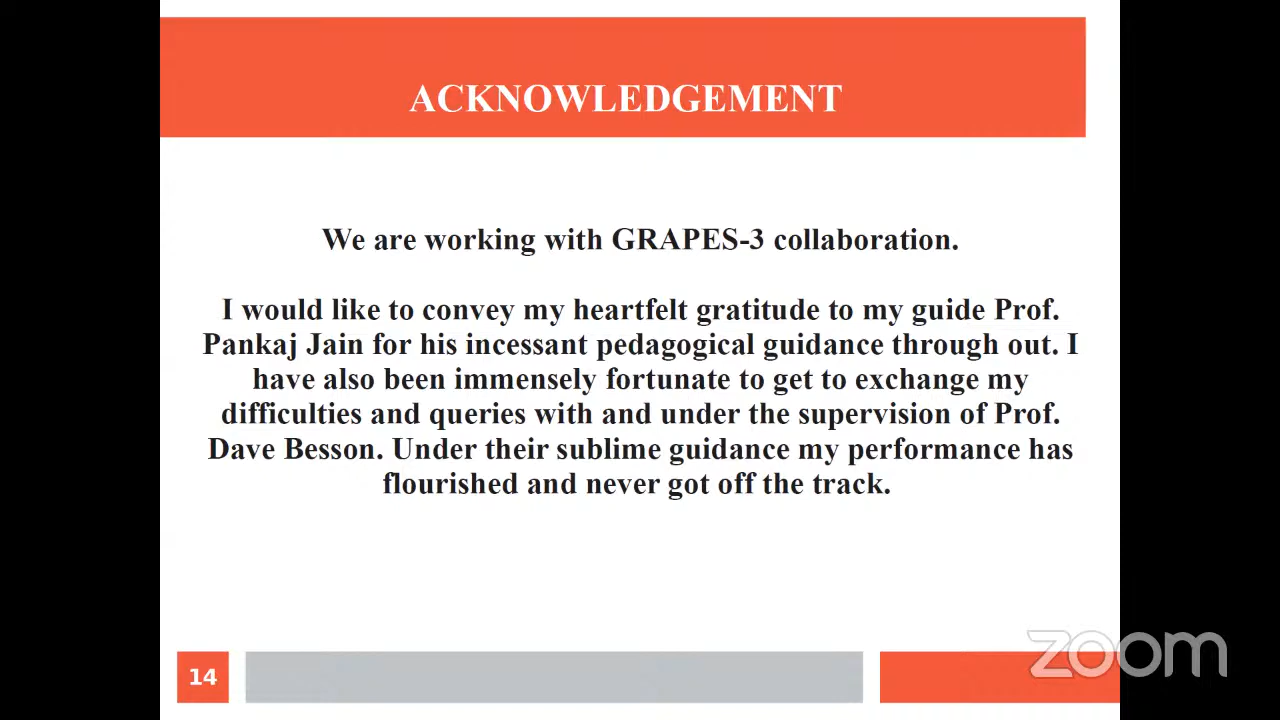 ACKNOWLEDGEMENT
We are working with GRAPES-3 collaboration.
I would like to convey my heartfelt gratitude to my guide Prof.
Pankaj Jain for his incessant pedagogical guidance through out. I
have also been immensely fortunate to get to exchange my
difficulties and queries with and under the supervision of Prof.
Dave Besson. Under their sublime guidance my performance has
flourished and never got off the track.
14
zoom